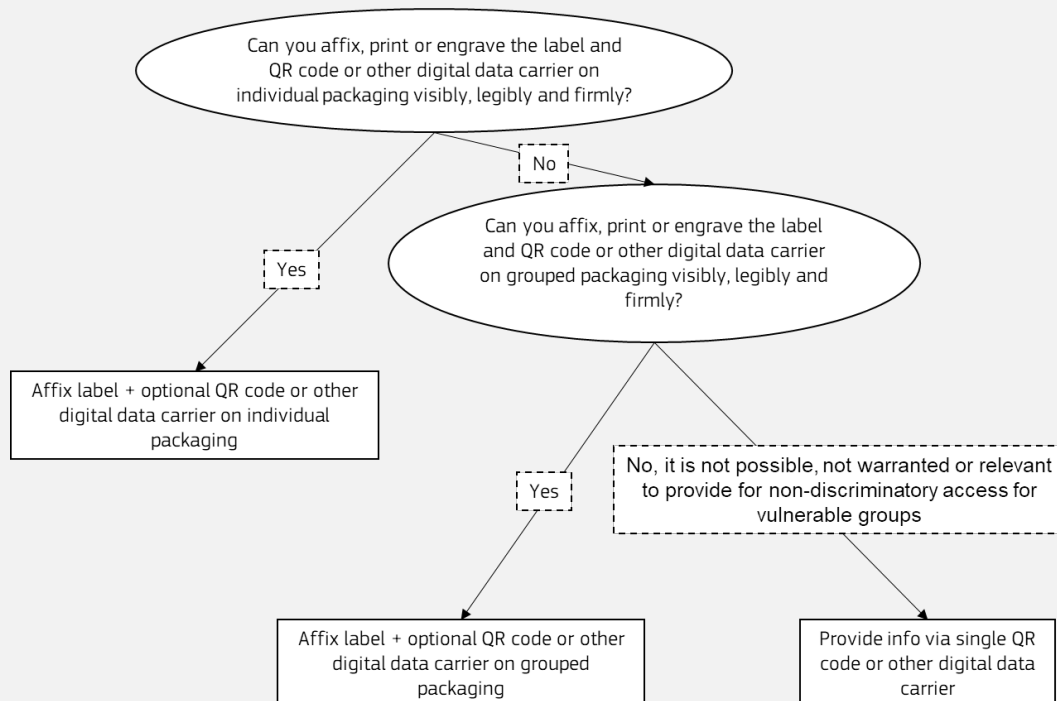 Can you affix, print or engrave the label and
QR code or other digital data carrier on
individual packaging visibly, legibly and firmly?
No
Can you affix, print or engrave the label
and QR code or other digital data carrier
on grouped packaging visibly, legibly and
firmly?
Yes
Affix label + optional QR code or other
digital data carrier on individual
packaging
No, it is not possible, not warranted or relevant
to provide for non-discriminatory access for
vulnerable groups
Yes
Affix label + optional QR code or other
digital data carrier on grouped
packaging
Provide info via single QR
code or other digital data
carrier